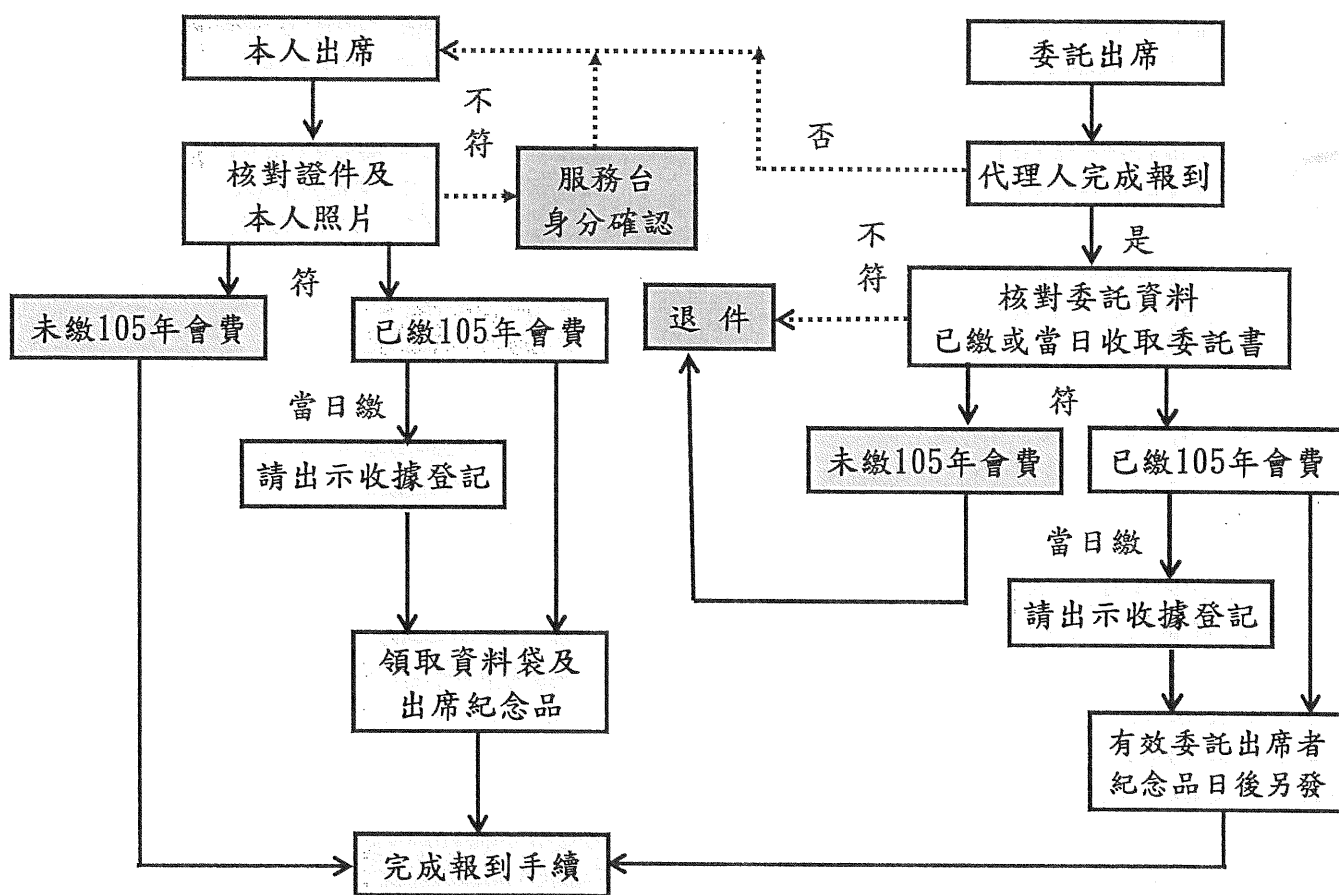 本人出席
委託出席
不
符
否
核對證件及
本人照片
服務台
身分確認
代理人完成報到
是
不
符
符
未繳105年會費
已繳105年會費
退 件
核對委託資料
已繳或當日收取委託書
當日繳
符
請出示收據登記
未繳105年會費
已繳105年會費
當日繳
請出示收據登記
領取資料袋及
出席紀念品
有效委託出席者
紀念品日後另發
完成報到手續